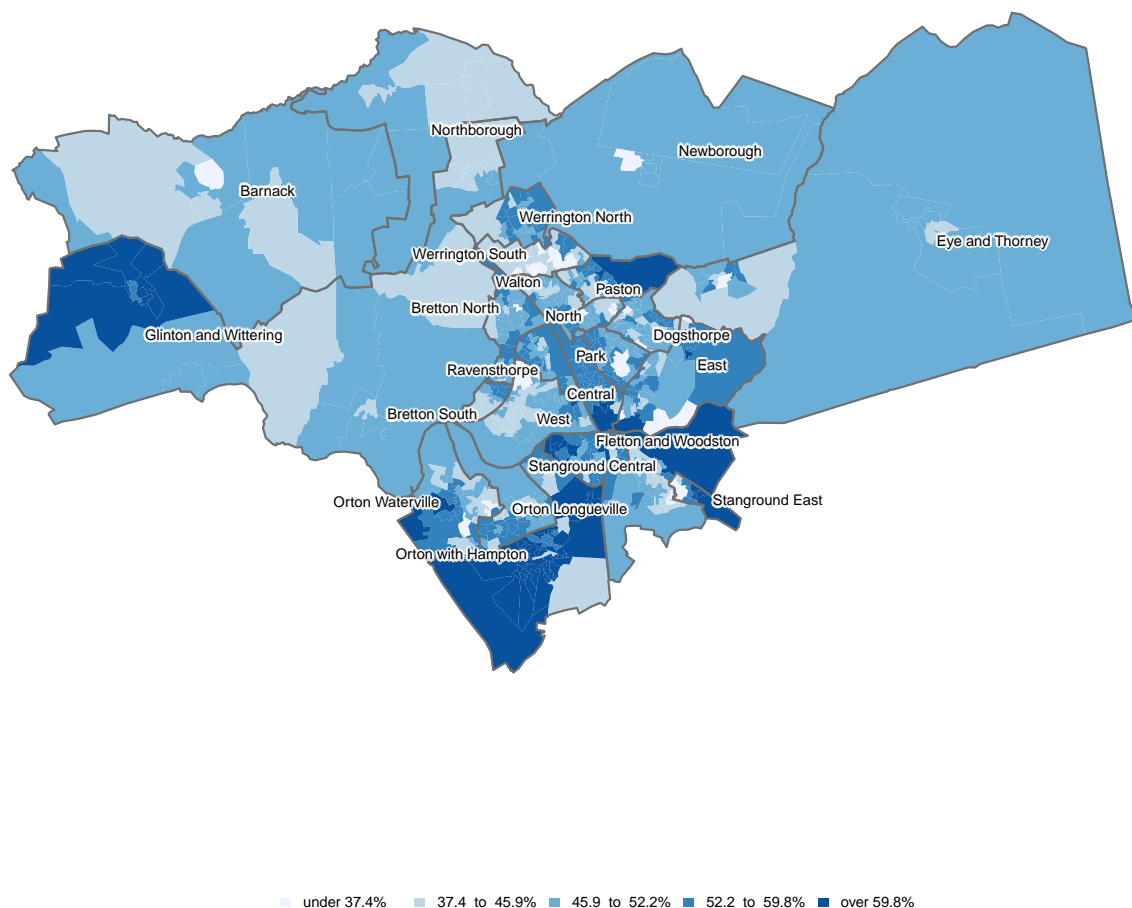 Northborough
Newborough
Barnack
Werrington North
Eye and Thorney
Werrington South
Walton
Paston
Bretton North
North
Glinton and Wittering
Dogsthorpe
Park
East
Ravensthorpe
Central
Bretton South
West
Fletton and Woodston
Stanground Central
Orton Waterville
Stanground East
Orton Longueville
Orton with Hampton
under 37.4% 37.4 to 45.9% 45.9 to 52.2% 52.2 to 59.8% over 59.8%